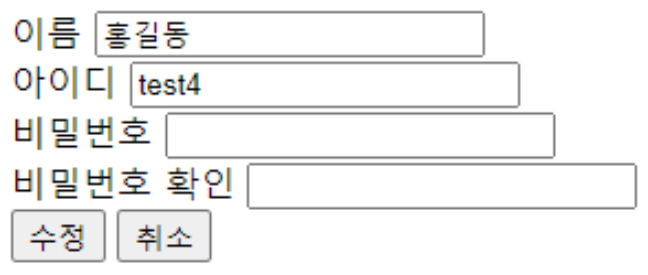 이름 홍길동
아이디 test4
비밀번호
비밀번호 확인
수정 취소